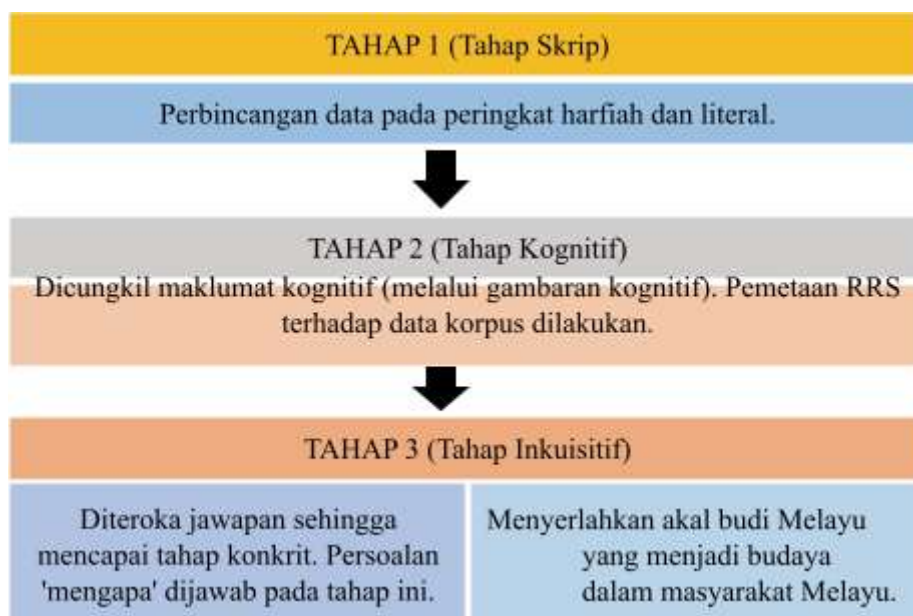 TAHAP 1 (Tahap Skrip)
Perbincangan data pada peringkat harfiah dan literal.
TAHAP 2 (Tahap Kognitif)
Dicungkil maklumat kognitif (melalui gambaran kognitif). Pemetaan RRS
terhadap data korpus dilakukan.
TAHAP 3 (Tahap Inkuisitif)
Diteroka jawapan sehingga
mencapai tahap konkrit. Persoalan
'mengapa' dijawab pada tahap ini.
Menyerlahkan akal budi Melayu
yang menjadi budaya
dalam masyarakat Melayu.